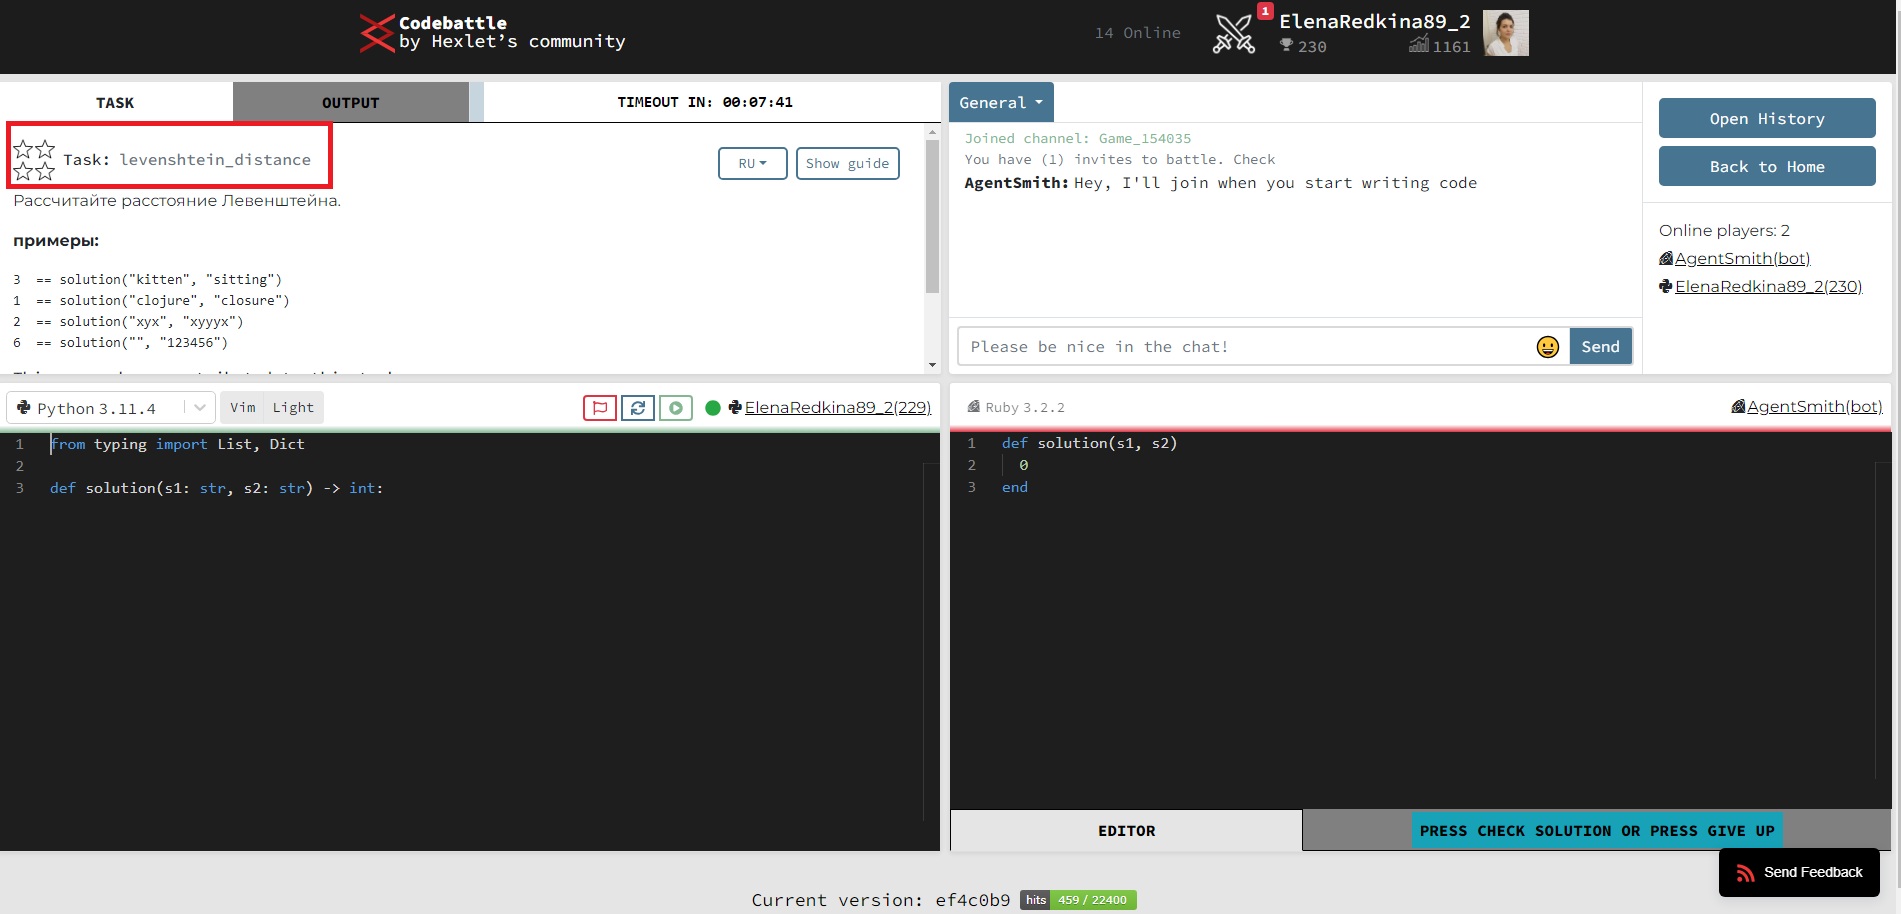 Codebattle
by Hexlet's community
14 Online
1
ElenaRedkina89_2
230
1161
TASK
OUTPUT
TIMEOUT IN: 00:07:41
Task: levenshtein_distance
RU
Show guide
Рассчитайте расстояние Левенштейна.
примеры:
3 == solution("kitten", "sitting")
1 == solution("clojure", "closure")
2 == solution("xyx", "xyyyx")
6 == solution("", "123456")
General
Joined channel: Game_154035
You have (1) invites to battle. Check
AgentSmith: Hey, I'll join when you start writing code
Please be nice in the chat!
Send
Open History
Back to Home
Online players: 2
AgentSmith(bot)
ElenaRedkina89_2(230)
Python 3.11.4
Vim
Light
ElenaRedkina89_2(229)
1 from typing import List, Dict
2
3 def solution(s1: str, s2: str) -> int:
Ruby 3.2.2
AgentSmith(bot)
1 def solution(s1, s2)
2 0
3 end
EDITOR
PRESS CHECK SOLUTION OR PRESS GIVE UP
Send Feedback
Current version: ef4c0b9
hits 459 / 22400